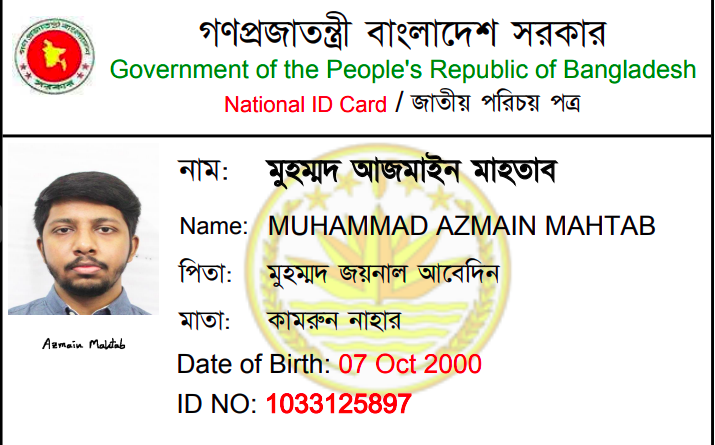 গণপ্রজাতন্ত্রী বাংলাদেশ সরকার
Government of the People's Republic of Bangladesh
National ID Card / জাতীয় পরিচয় পত্র
নাম: মুহম্মদ আজমাইন মাহতাব
Name: MUHAMMAD AZMAIN MAHTAB
পিতা: মুহম্মদ জয়নাল আবেদিন
মাতা: কামরুন নাহার
Azmain Mahtab
Date of Birth: 07 Oct 2000
ID NO: 1033125897